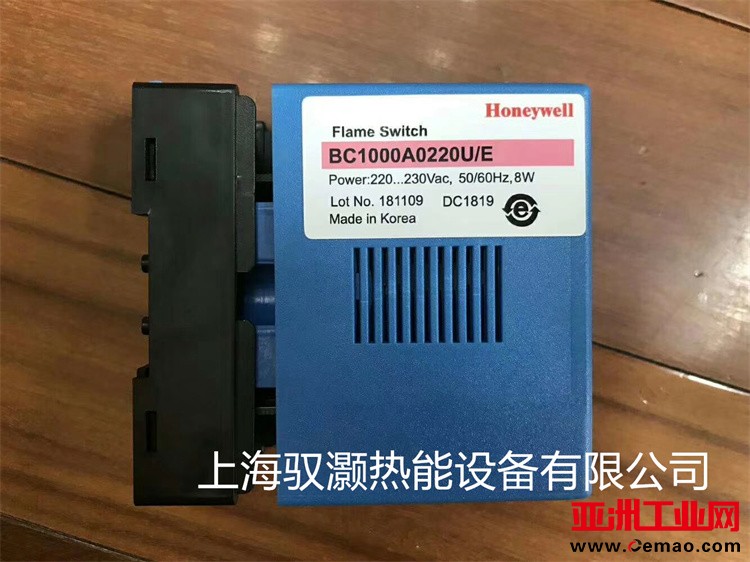 Honeywell
Flame Switch
BC1000A0220U/E
Power:220...230Vac, 50/60Hz,8W
Lot No. 181109 DC1819
Made in Korea
上海驭灏热能设备有限公司
亚洲工业网
www.Cemao.com